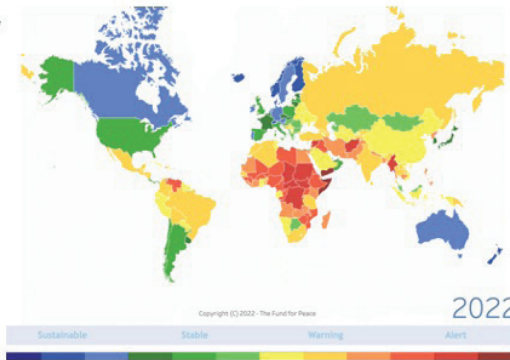 Copyright (C) 2022 - The Fund for Peace
2022
Sustainable Stable Warning Alert